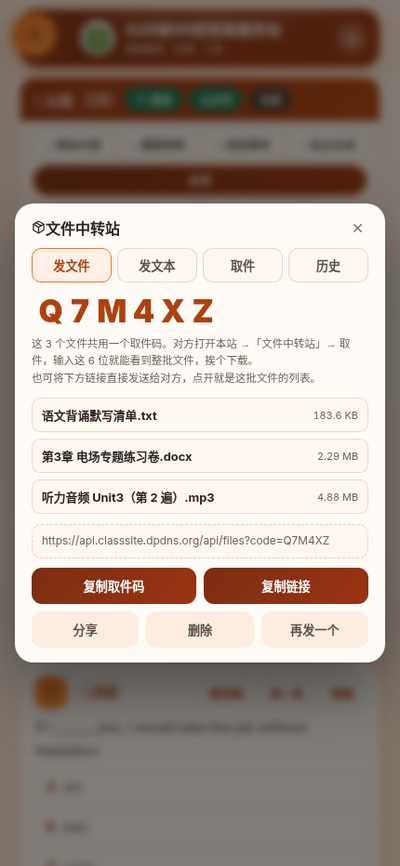 文件中转站
×
发文件
发文本
取件
历史
Q7M4XZ
这 3 个文件共用一个取件码。对方打开本站 →「文件中转站」→ 取
件，输入这 6 位就能看到整批文件，挨个下载。
也可将下方链接直接发送给对方，点开就是这批文件的列表。
语文背诵默写清单.txt 183.6 KB
第3章 电场专题练习卷.docx 2.29 MB
听力音频 Unit3（第 2 遍）.mp3 4.88 MB
https://api.classsite.dpdns.org/api/files?code=Q7M4XZ
复制取件码
复制链接
分享
删除
再发一个